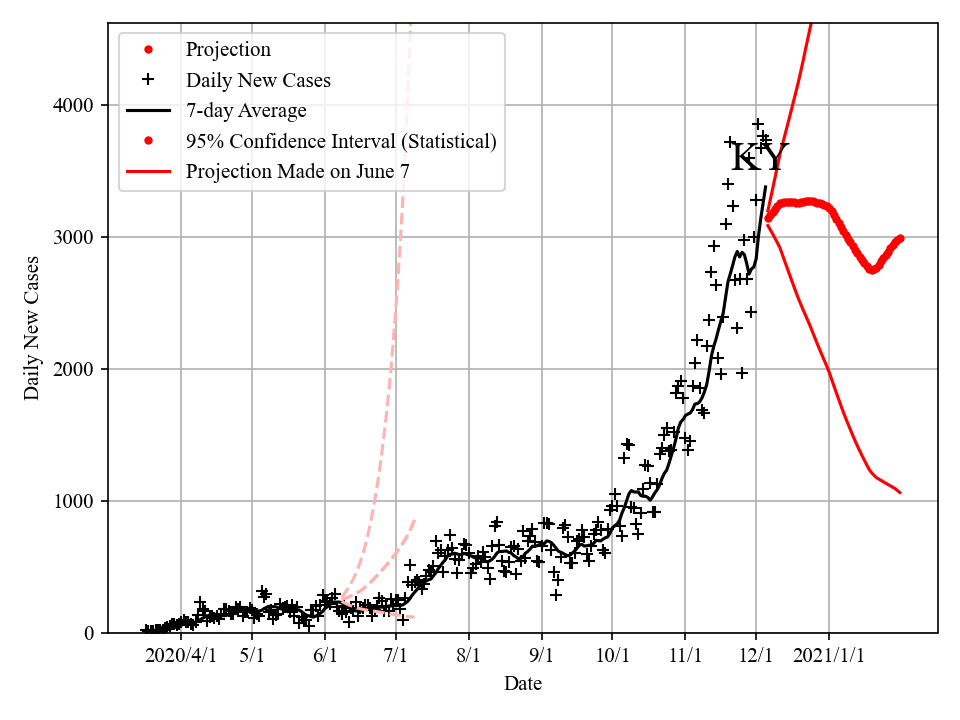 Projection
Daily New Cases
7-day Average
95% Confidence Interval (Statistical)
Projection Made on June 7
KY
Daily New Cases
4000
3000
2000
1000
0
2020/4/1 5/1 6/1 7/1 8/1 9/1 10/1 11/1 12/1 2021/1/1
Date